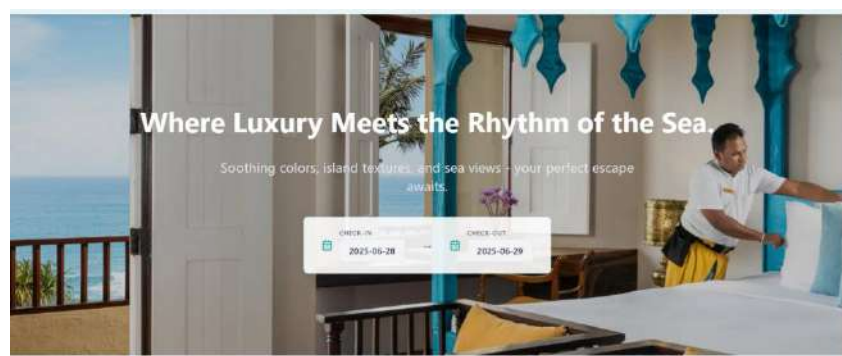 Where Luxury Meets the Rhythm of the Sea.
Soothing colors, island textures, and sea views - your perfect escape
awaits.
CHECK-IN
CHECK-OUT
2025-06-28
2025-06-29